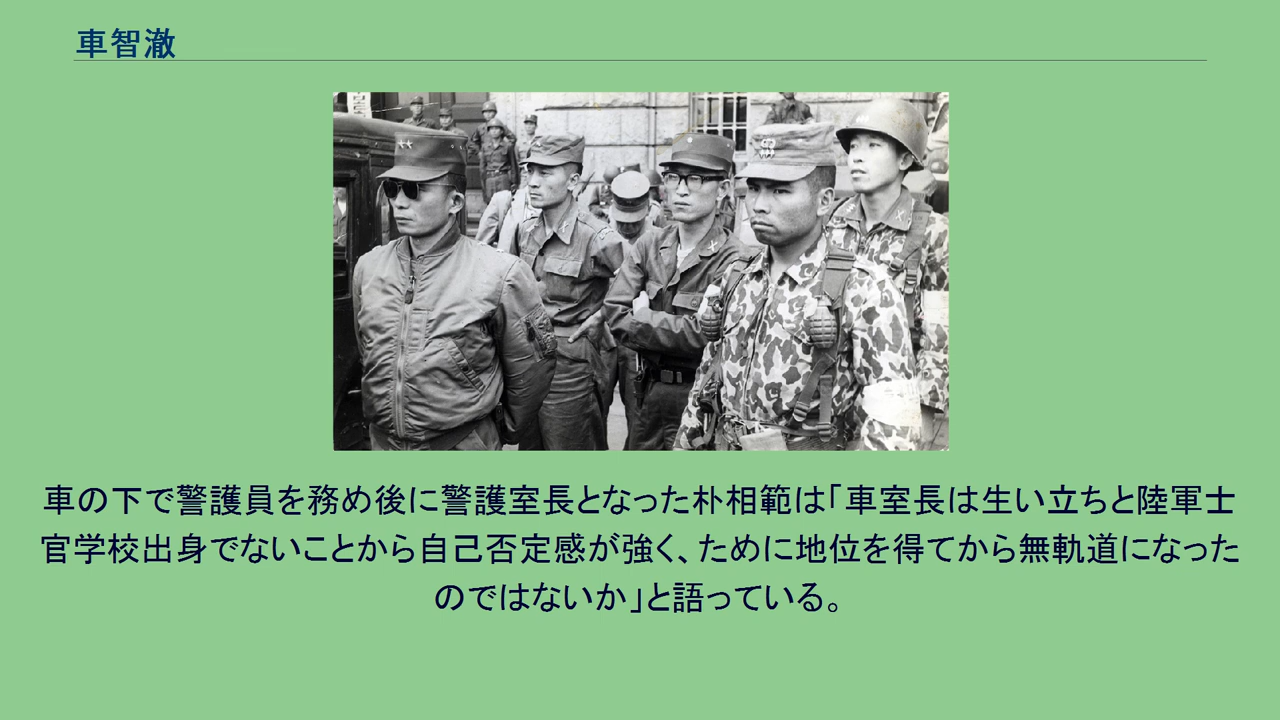 車智澈
車の下で警護員を務め後に警護室長となった朴相範は「車室長は生い立ちと陸軍士
官学校出身でないことから自己否定感が強く、ために地位を得てから無軌道になった
のではないか」と語っている。